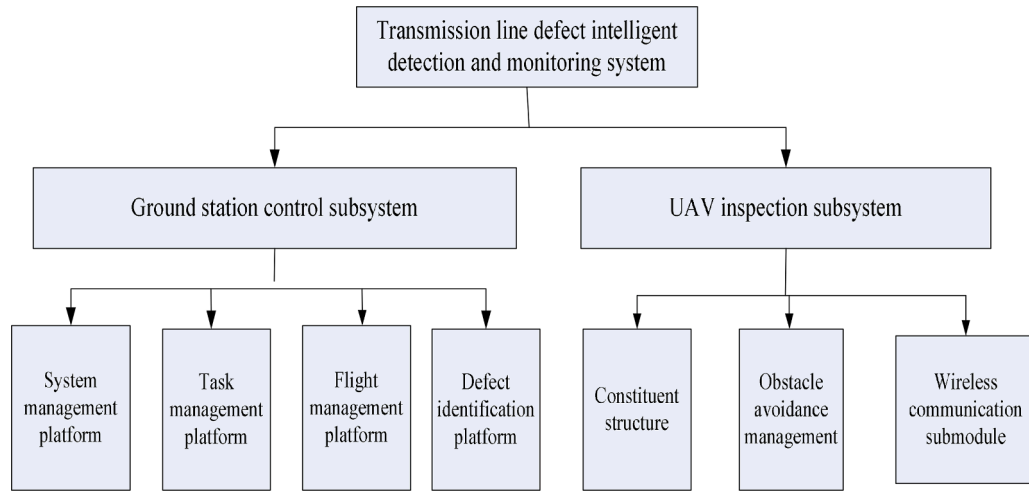 Transmission line defect intelligent
detection and monitoring system
Ground station control subsystem
UAV inspection subsystem
System
management
platform
Task
management
platform
Flight
management
platform
Defect
identification
platform
Constituent
structure
Obstacle
avoidance
management
Wireless
communication
submodule